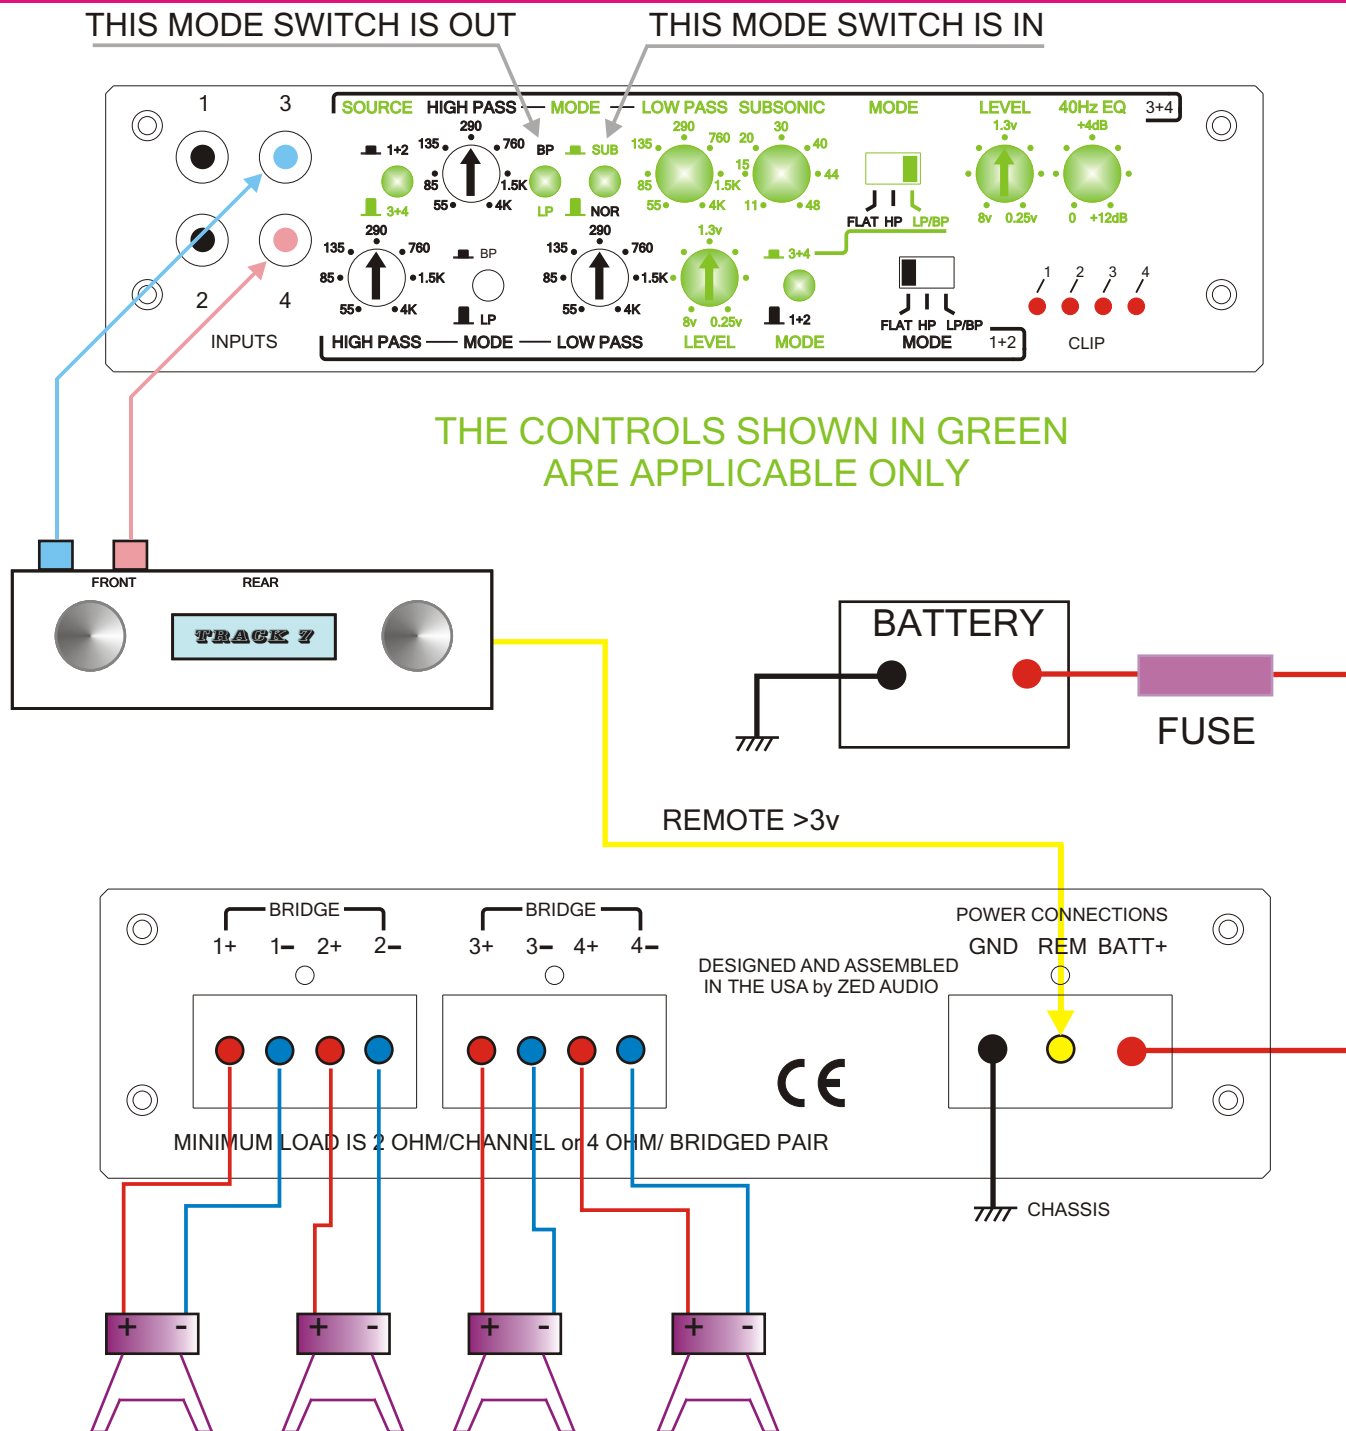 THIS MODE SWITCH IS OUT
THIS MODE SWITCH IS IN
1
3
2
4
INPUTS
SOURCE
HIGH PASS
MODE
LOW PASS
SUBSONIC
MODE
LEVEL
40Hz EQ
3+4
1+2
3+4
290
135
760
85
1.5K
55
4K
BP
LP
SUB
NOR
290
135
760
85
1.5K
55
4K
30
20
40
15
44
11
48
FLAT HP LP/BP
1.3v
8v 0.25v
+4dB
0 +12dB
290
135
760
85
1.5K
55
4K
BP
LP
290
135
760
85
1.5K
55
4K
1.3v
8v 0.25v
3+4
1+2
FLAT HP LP/BP
1 2 3 4
CLIP
HIGH PASS
MODE
LOW PASS
LEVEL
MODE
MODE
1+2
THE CONTROLS SHOWN IN GREEN
ARE APPLICABLE ONLY
FRONT
REAR
TRACK 7
BATTERY
FUSE
REMOTE >3v
BRIDGE
1+ 1– 2+ 2–
BRIDGE
3+ 3– 4+ 4–
DESIGNED AND ASSEMBLED
IN THE USA by ZED AUDIO
POWER CONNECTIONS
GND REM BATT+
CE
MINIMUM LOAD IS 2 OHM/CHANNEL or 4 OHM/ BRIDGED PAIR
CHASSIS
+ -
+ -
+ -
+ -